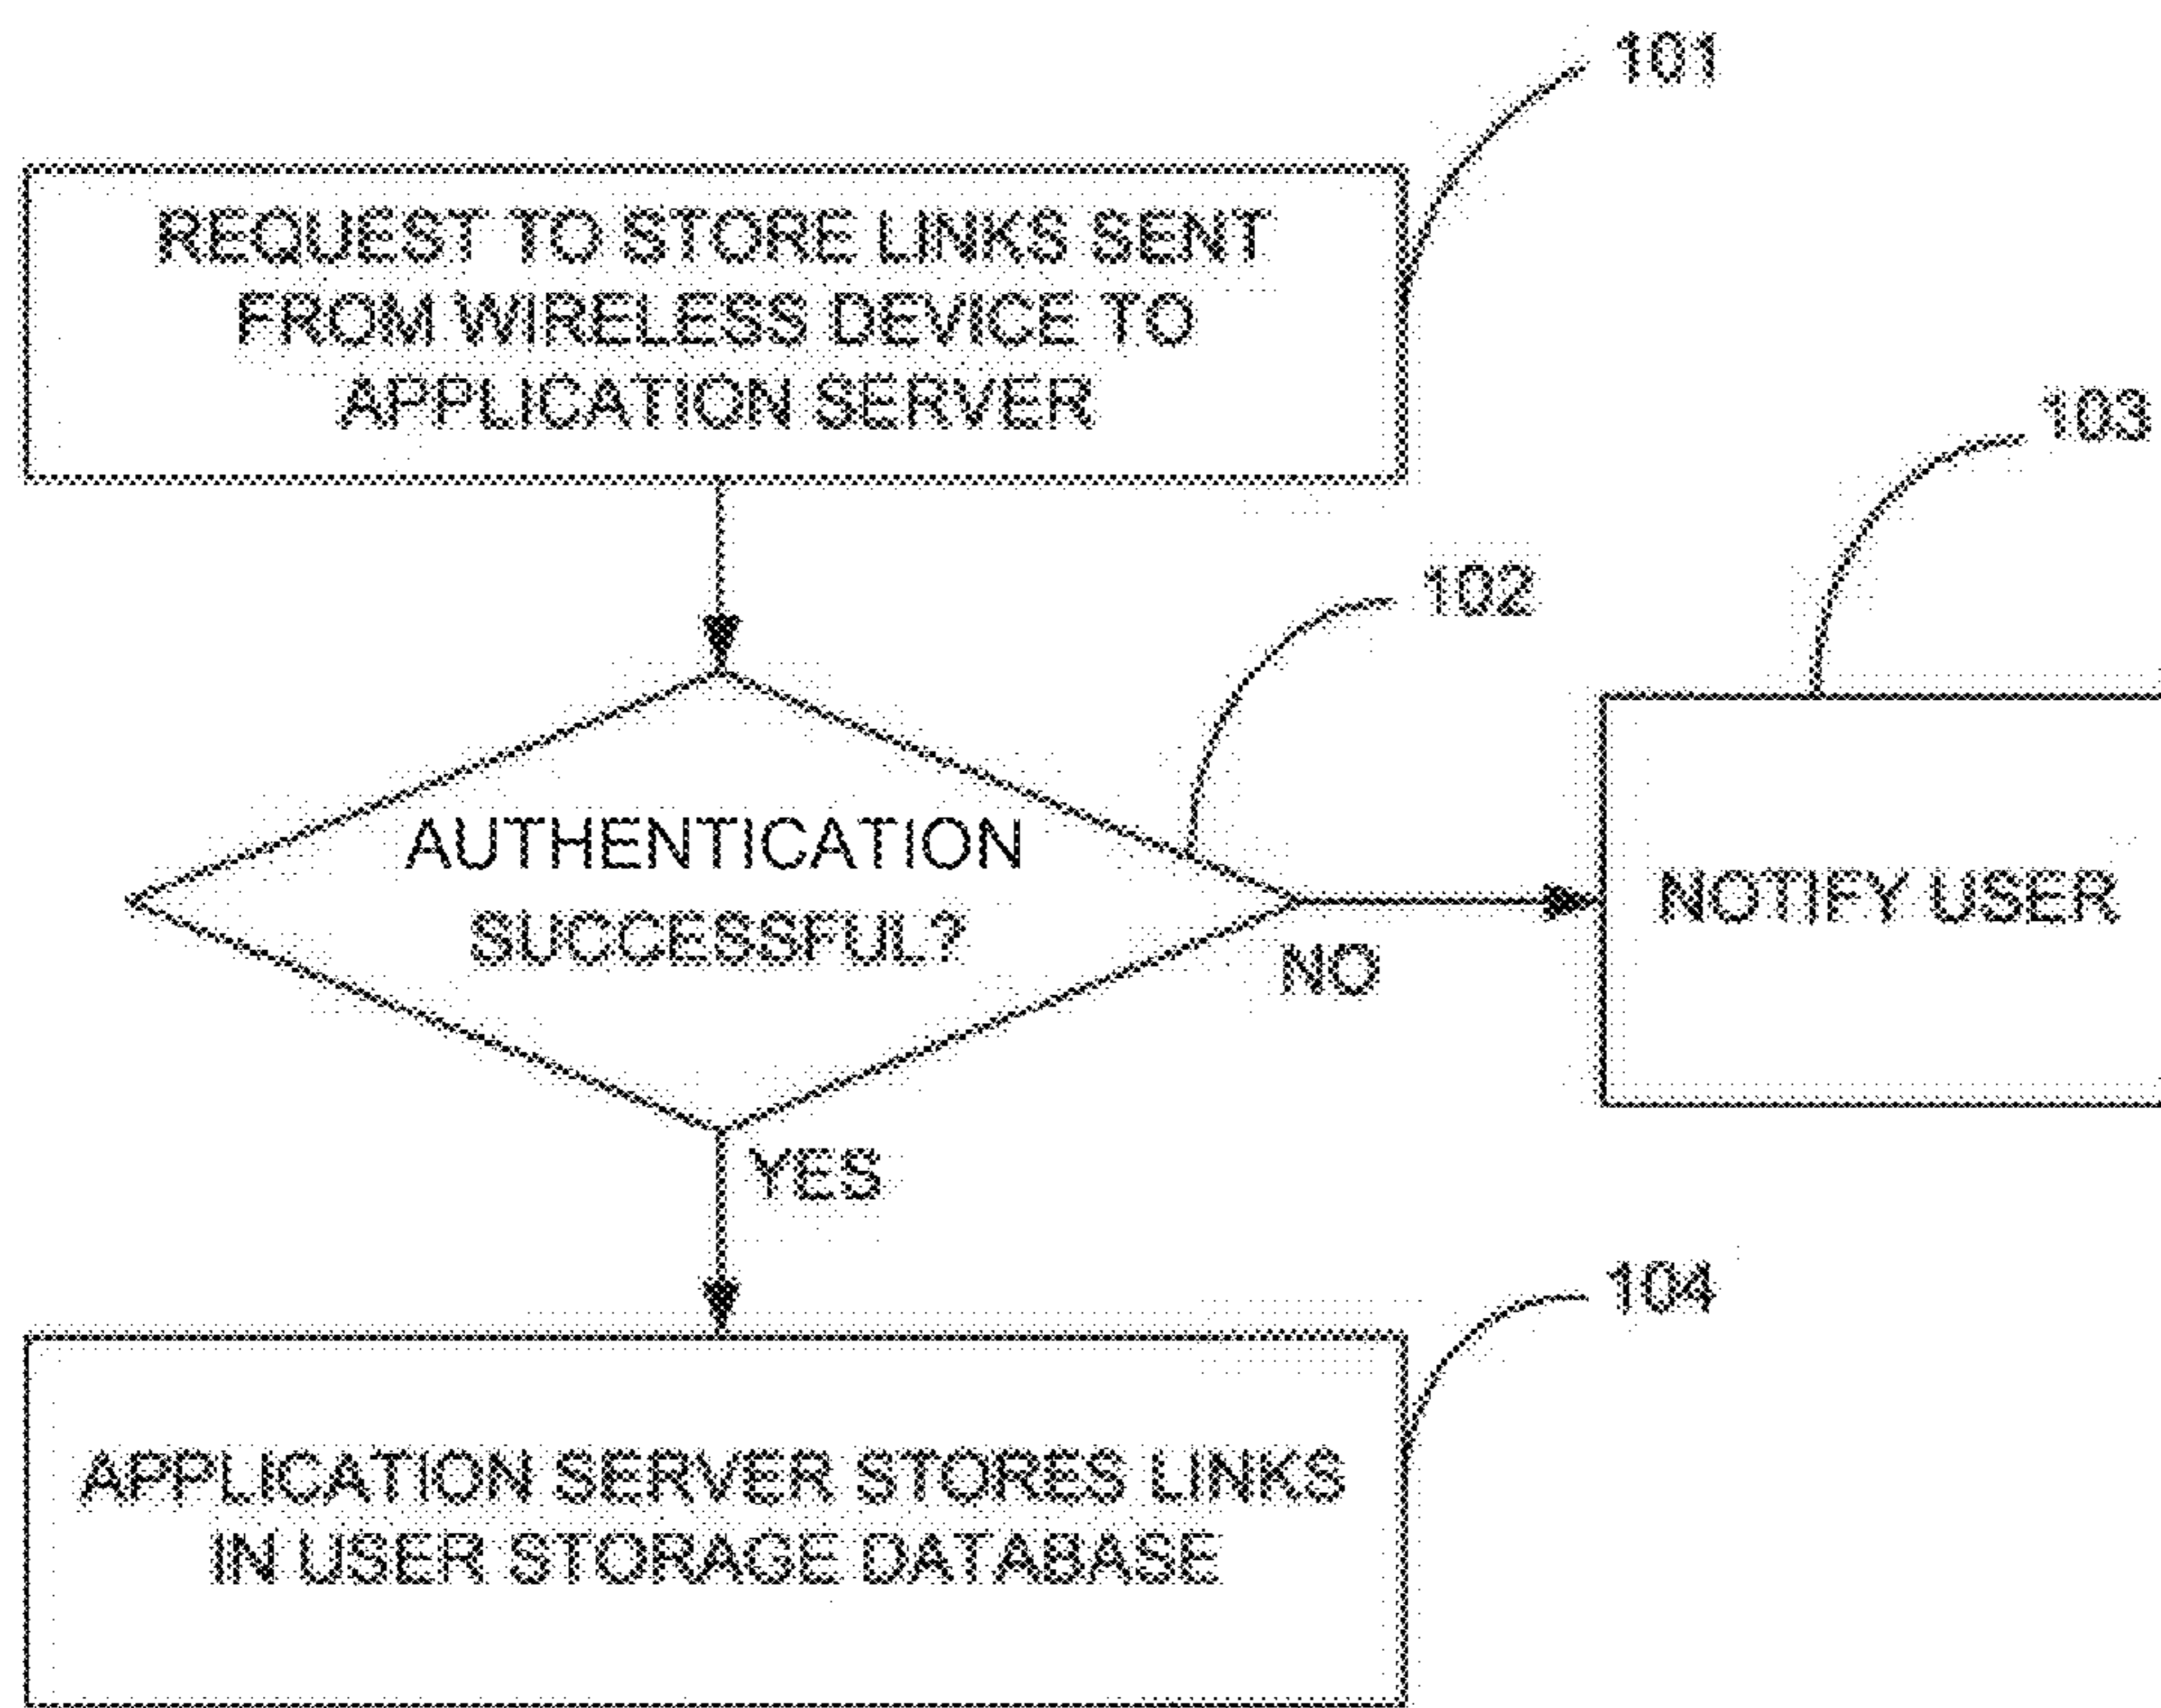 101
REQUEST TO STORE LINKS SENT
FROM WIRELESS DEVICE TO
APPLICATION SERVER
103
102
AUTHENTICATION
SUCCESSFUL?
NO
NOTIFY USER
YES
104
APPLICATION SERVER STORES LINKS
IN USER STORAGE DATABASE